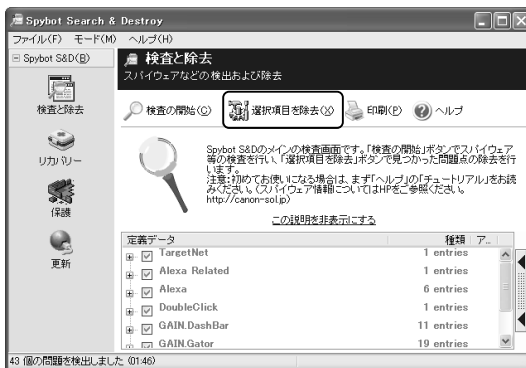 Spybot Search & Destroy
ファイル(F) モード(M) ヘルプ(H)
Spybot S&D(B)
検査と除去
リカバリー
保護
更新
検査と除去
スパイウェアなどの検出および除去
検査の開始(C) 選択項目を除去(X) 印刷(P) ヘルプ
Spybot S&Dのメインの検査画面です。「検査の開始」ボタンでスパイウェア
等の検査を行い、「選択項目を除去」ボタンで見つかった問題点の除去を行
います。
注意:初めてお使いになる場合は、まず「ヘルプ」の「チュートリアル」をお読
みください。(スパイウェア情報についてはHPをご参照ください。
http://canon-sol.jp)
この説明を非表示にする
定義データ 種類 ア...
TargetNet 1 entries
Alexa Related 1 entries
Alexa 6 entries
DoubleClick 1 entries
GAIN.DashBar 11 entries
GAIN.Gator 19 entries
43 個の問題を検出しました (01:46)